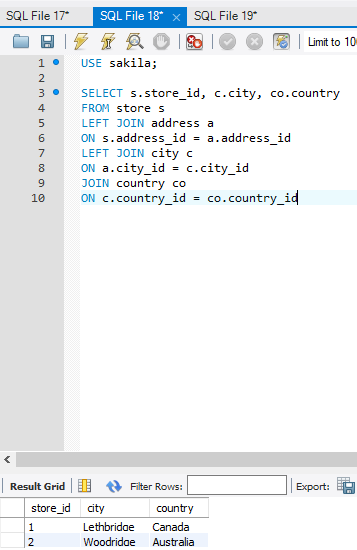 SQL File 17* SQL File 18* SQL File 19*
Limit to 10
1 USE sakila;
2
3 SELECT s.store_id, c.city, co.country
4 FROM store s
5 LEFT JOIN address a
6 ON s.address_id = a.address_id
7 LEFT JOIN city c
8 ON a.city_id = c.city_id
9 JOIN country co
10 ON c.country_id = co.country_id
Result Grid Filter Rows: Export:
store_id city country
1 Lethbridge Canada
2 Woodridge Australia